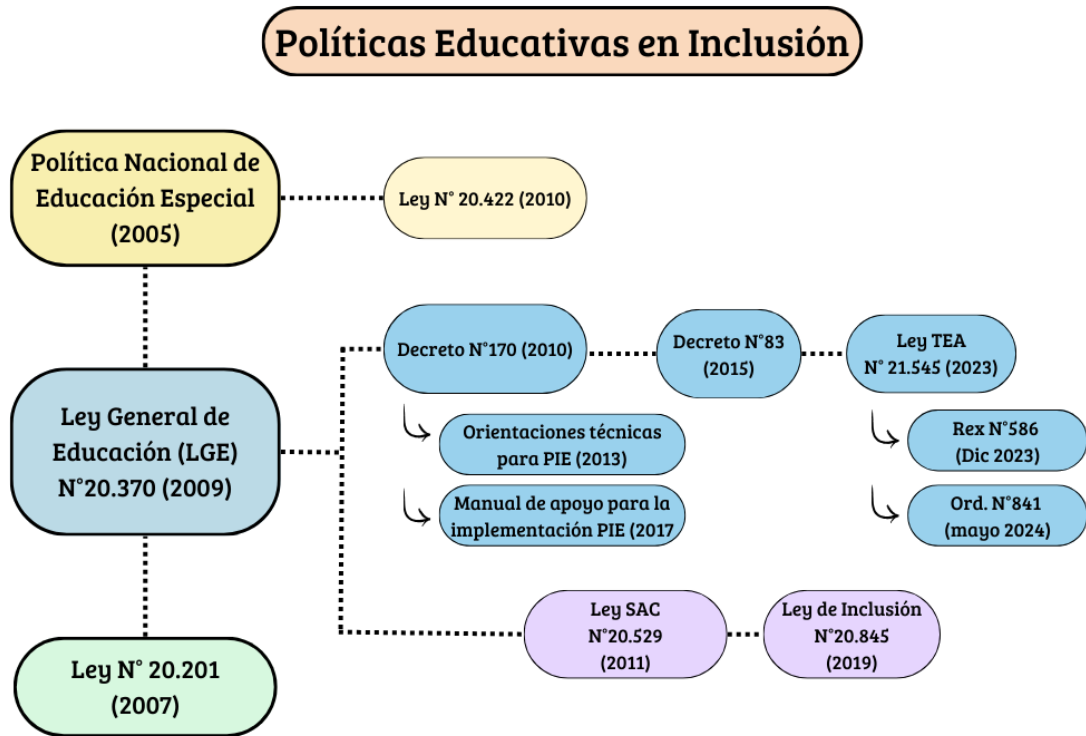 Políticas Educativas en Inclusión
Política Nacional de
Educación Especial
(2005)
Ley N° 20.422 (2010)
Ley General de
Educación (LGE)
N°20.370 (2009)
Decreto N°170 (2010)
Decreto N°83
(2015)
Ley TEA
N° 21.545 (2023)
Orientaciones técnicas
para PIE (2013)
Manual de apoyo para la
implementación PIE (2017
Rex N°586
(Dic 2023)
Ord. N°841
(mayo 2024)
Ley SAC
N°20.529
(2011)
Ley de Inclusión
N°20.845
(2019)
Ley N° 20.201
(2007)